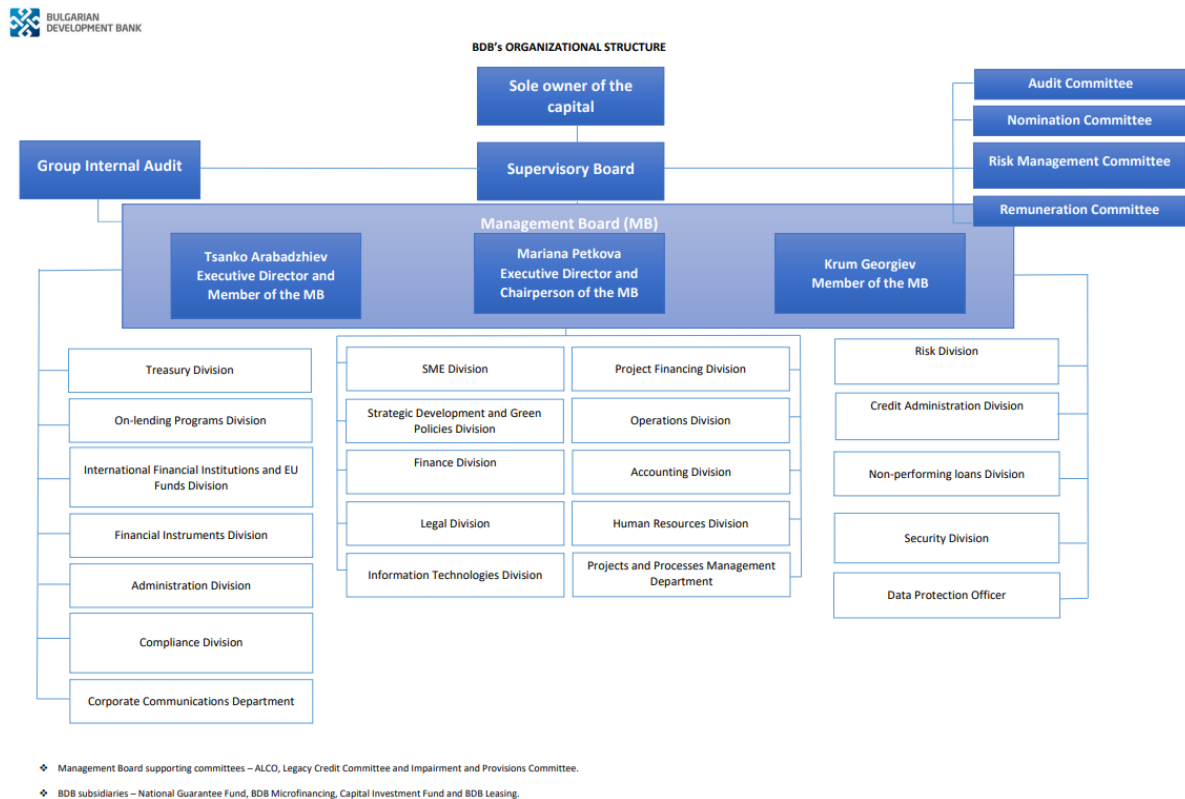 BULGARIAN
DEVELOPMENT BANK
BDB's ORGANIZATIONAL STRUCTURE
Sole owner of the
capital
Audit Committee
Nomination Committee
Group Internal Audit
Supervisory Board
Risk Management Committee
Remuneration Committee
Management Board (MB)
Tsanko Arabadzhiev
Executive Director and
Member of the MB
Mariana Petkova
Executive Director and
Chairperson of the MB
Krum Georgiev
Member of the MB
Treasury Division
On-lending Programs Division
International Financial Institutions and EU
Funds Division
Financial Instruments Division
Administration Division
Compliance Division
Corporate Communications Department
SME Division
Strategic Development and Green
Policies Division
Finance Division
Legal Division
Information Technologies Division
Project Financing Division
Operations Division
Accounting Division
Human Resources Division
Projects and Processes Management
Department
Risk Division
Credit Administration Division
Non-performing loans Division
Security Division
Data Protection Officer
❖ Management Board supporting committees – ALCO, Legacy Credit Committee and Impairment and Provisions Committee.
❖ BDB subsidiaries – National Guarantee Fund, BDB Microfinancing, Capital Investment Fund and BDB Leasing.